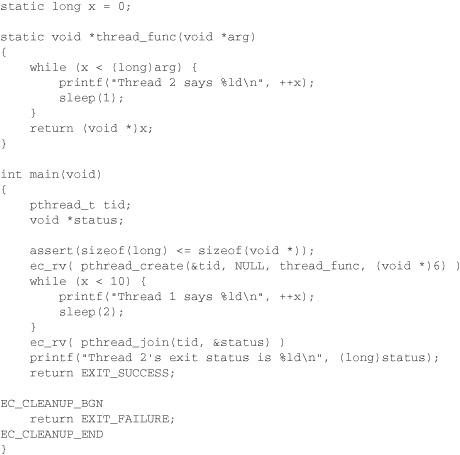 static long x = 0;

static void *thread_func(void *arg)
{
    while (x < (long)arg) {
        printf("Thread 2 says %ld\n", ++x);
        sleep(1);
    }
    return (void *)x;
}

int main(void)
{
    pthread_t tid;
    void *status;

    assert(sizeof(long) <= sizeof(void *));
    ec_rv( pthread_create(&tid, NULL, thread_func, (void *)6) )
    while (x < 10) {
        printf("Thread 1 says %ld\n", ++x);
        sleep(2);
    }
    ec_rv( pthread_join(tid, &status) )
    printf("Thread 2's exit status is %ld\n", (long)status);
    return EXIT_SUCCESS;

EC_CLEANUP_BGN
    return EXIT_FAILURE;
EC_CLEANUP_END
}